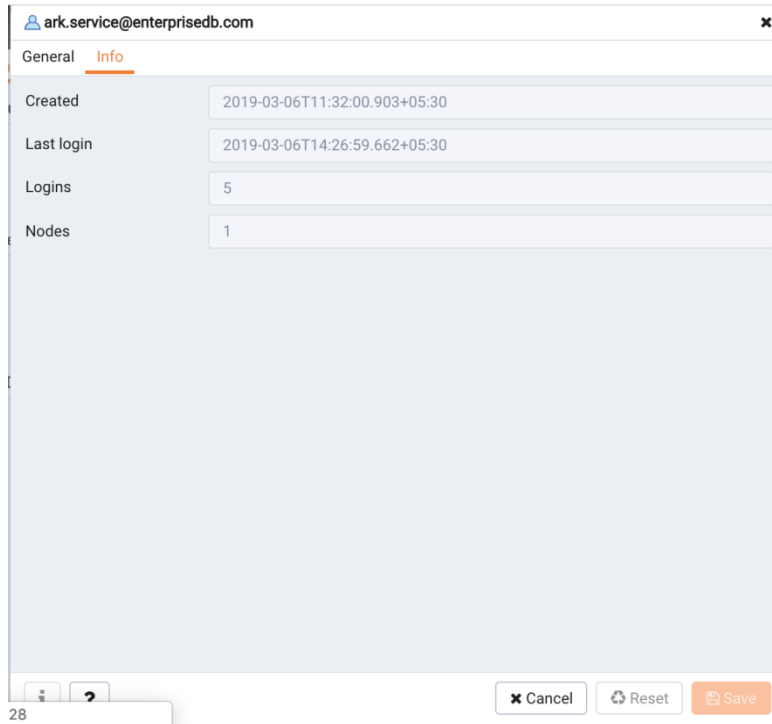 ark.service@enterprisedb.com
General Info
Created 2019-03-06T11:32:00.903+05:30
Last login 2019-03-06T14:26:59.662+05:30
Logins 5
Nodes 1
i ? Cancel Reset Save
28